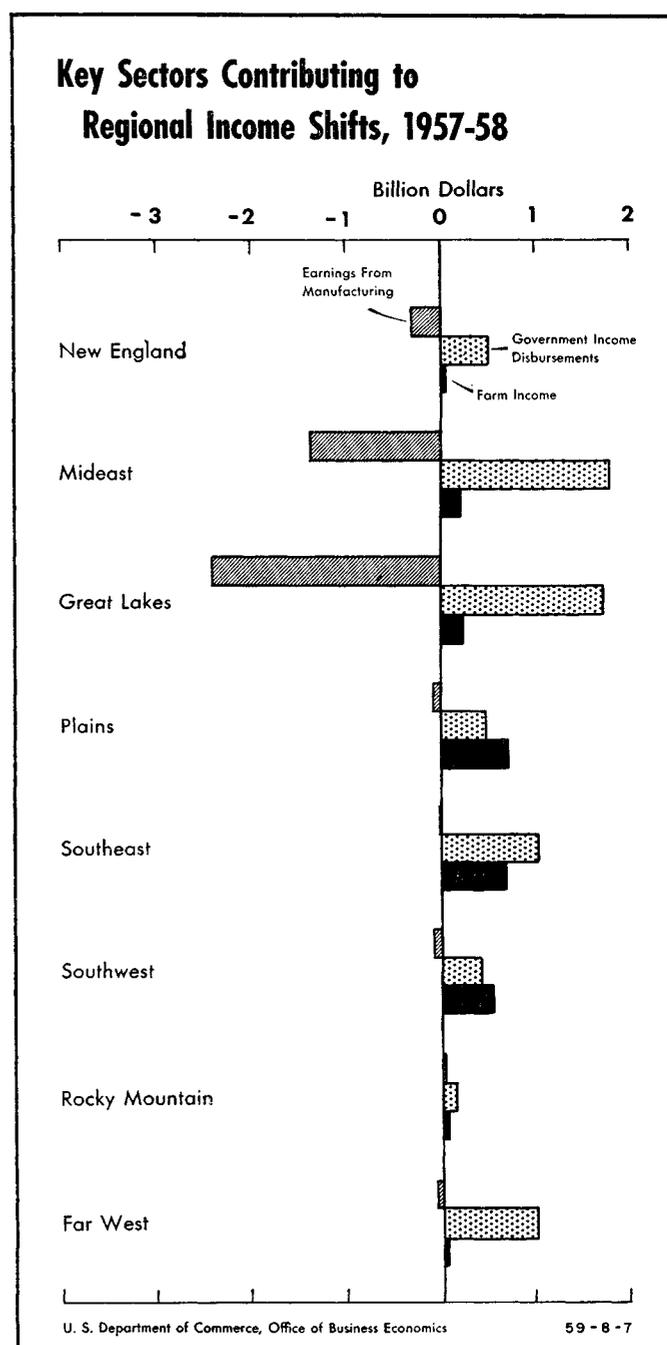 Key Sectors Contributing to
Regional Income Shifts, 1957-58
Billion Dollars
-3 -2 -1 0 1 2
Earnings From
Manufacturing
New England
Government Income
Disbursements
Farm Income
Mideast
Great Lakes
Plains
Southeast
Southwest
Rocky Mountain
Far West
U. S. Department of Commerce, Office of Business Economics 59-8-7